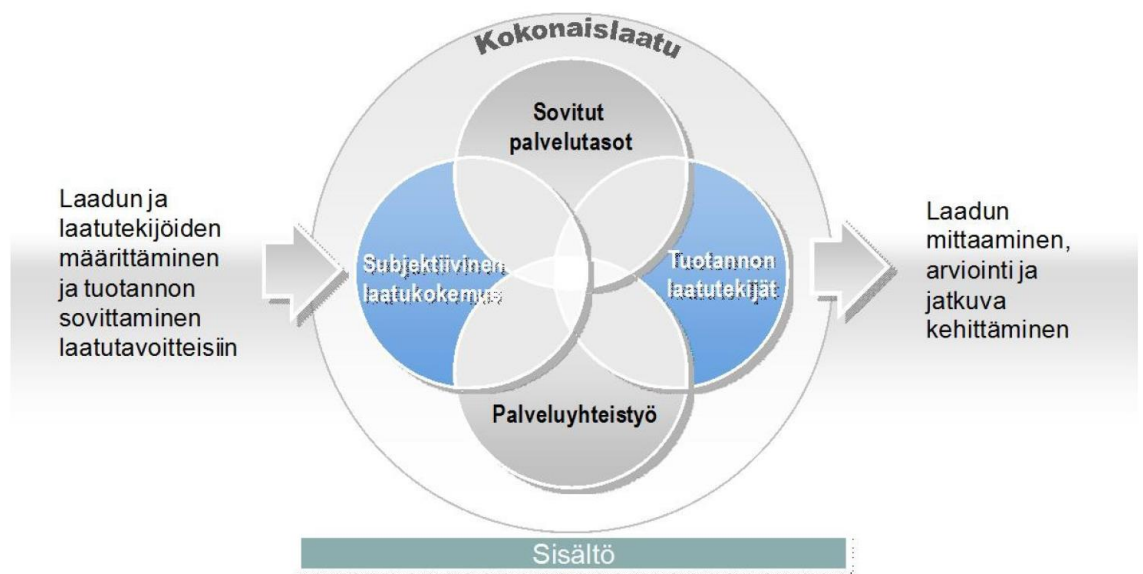 Kokonaislaatu
Sovitut
palvelutasot
Laadun ja
laatutekijöiden
määrittäminen
ja tuotannon
sovittaminen
laatutavoitteisiin
Subjektiivinen
laatukokemus
Tuotannon
laatutekijät
Laadun
mittaaminen,
arviointi ja
jatkuva
kehittäminen
Palveluyhteistyö
Sisältö